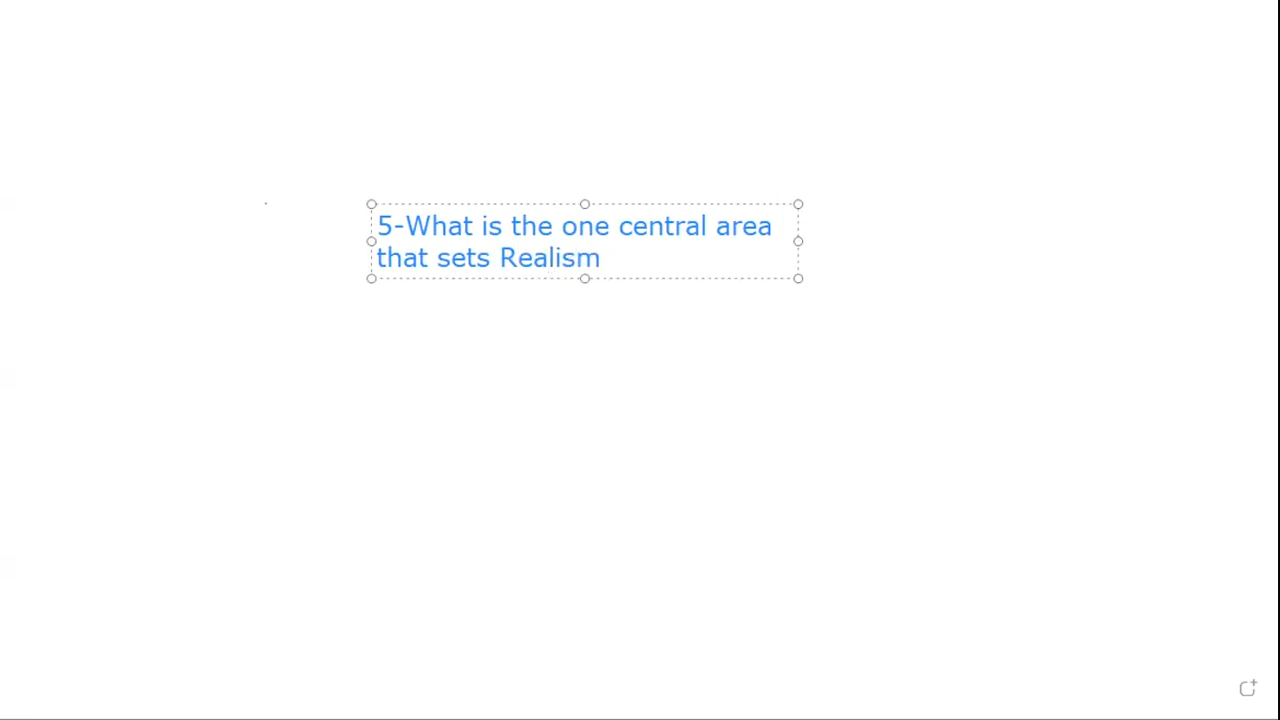 5-What is the one central area
that sets Realism